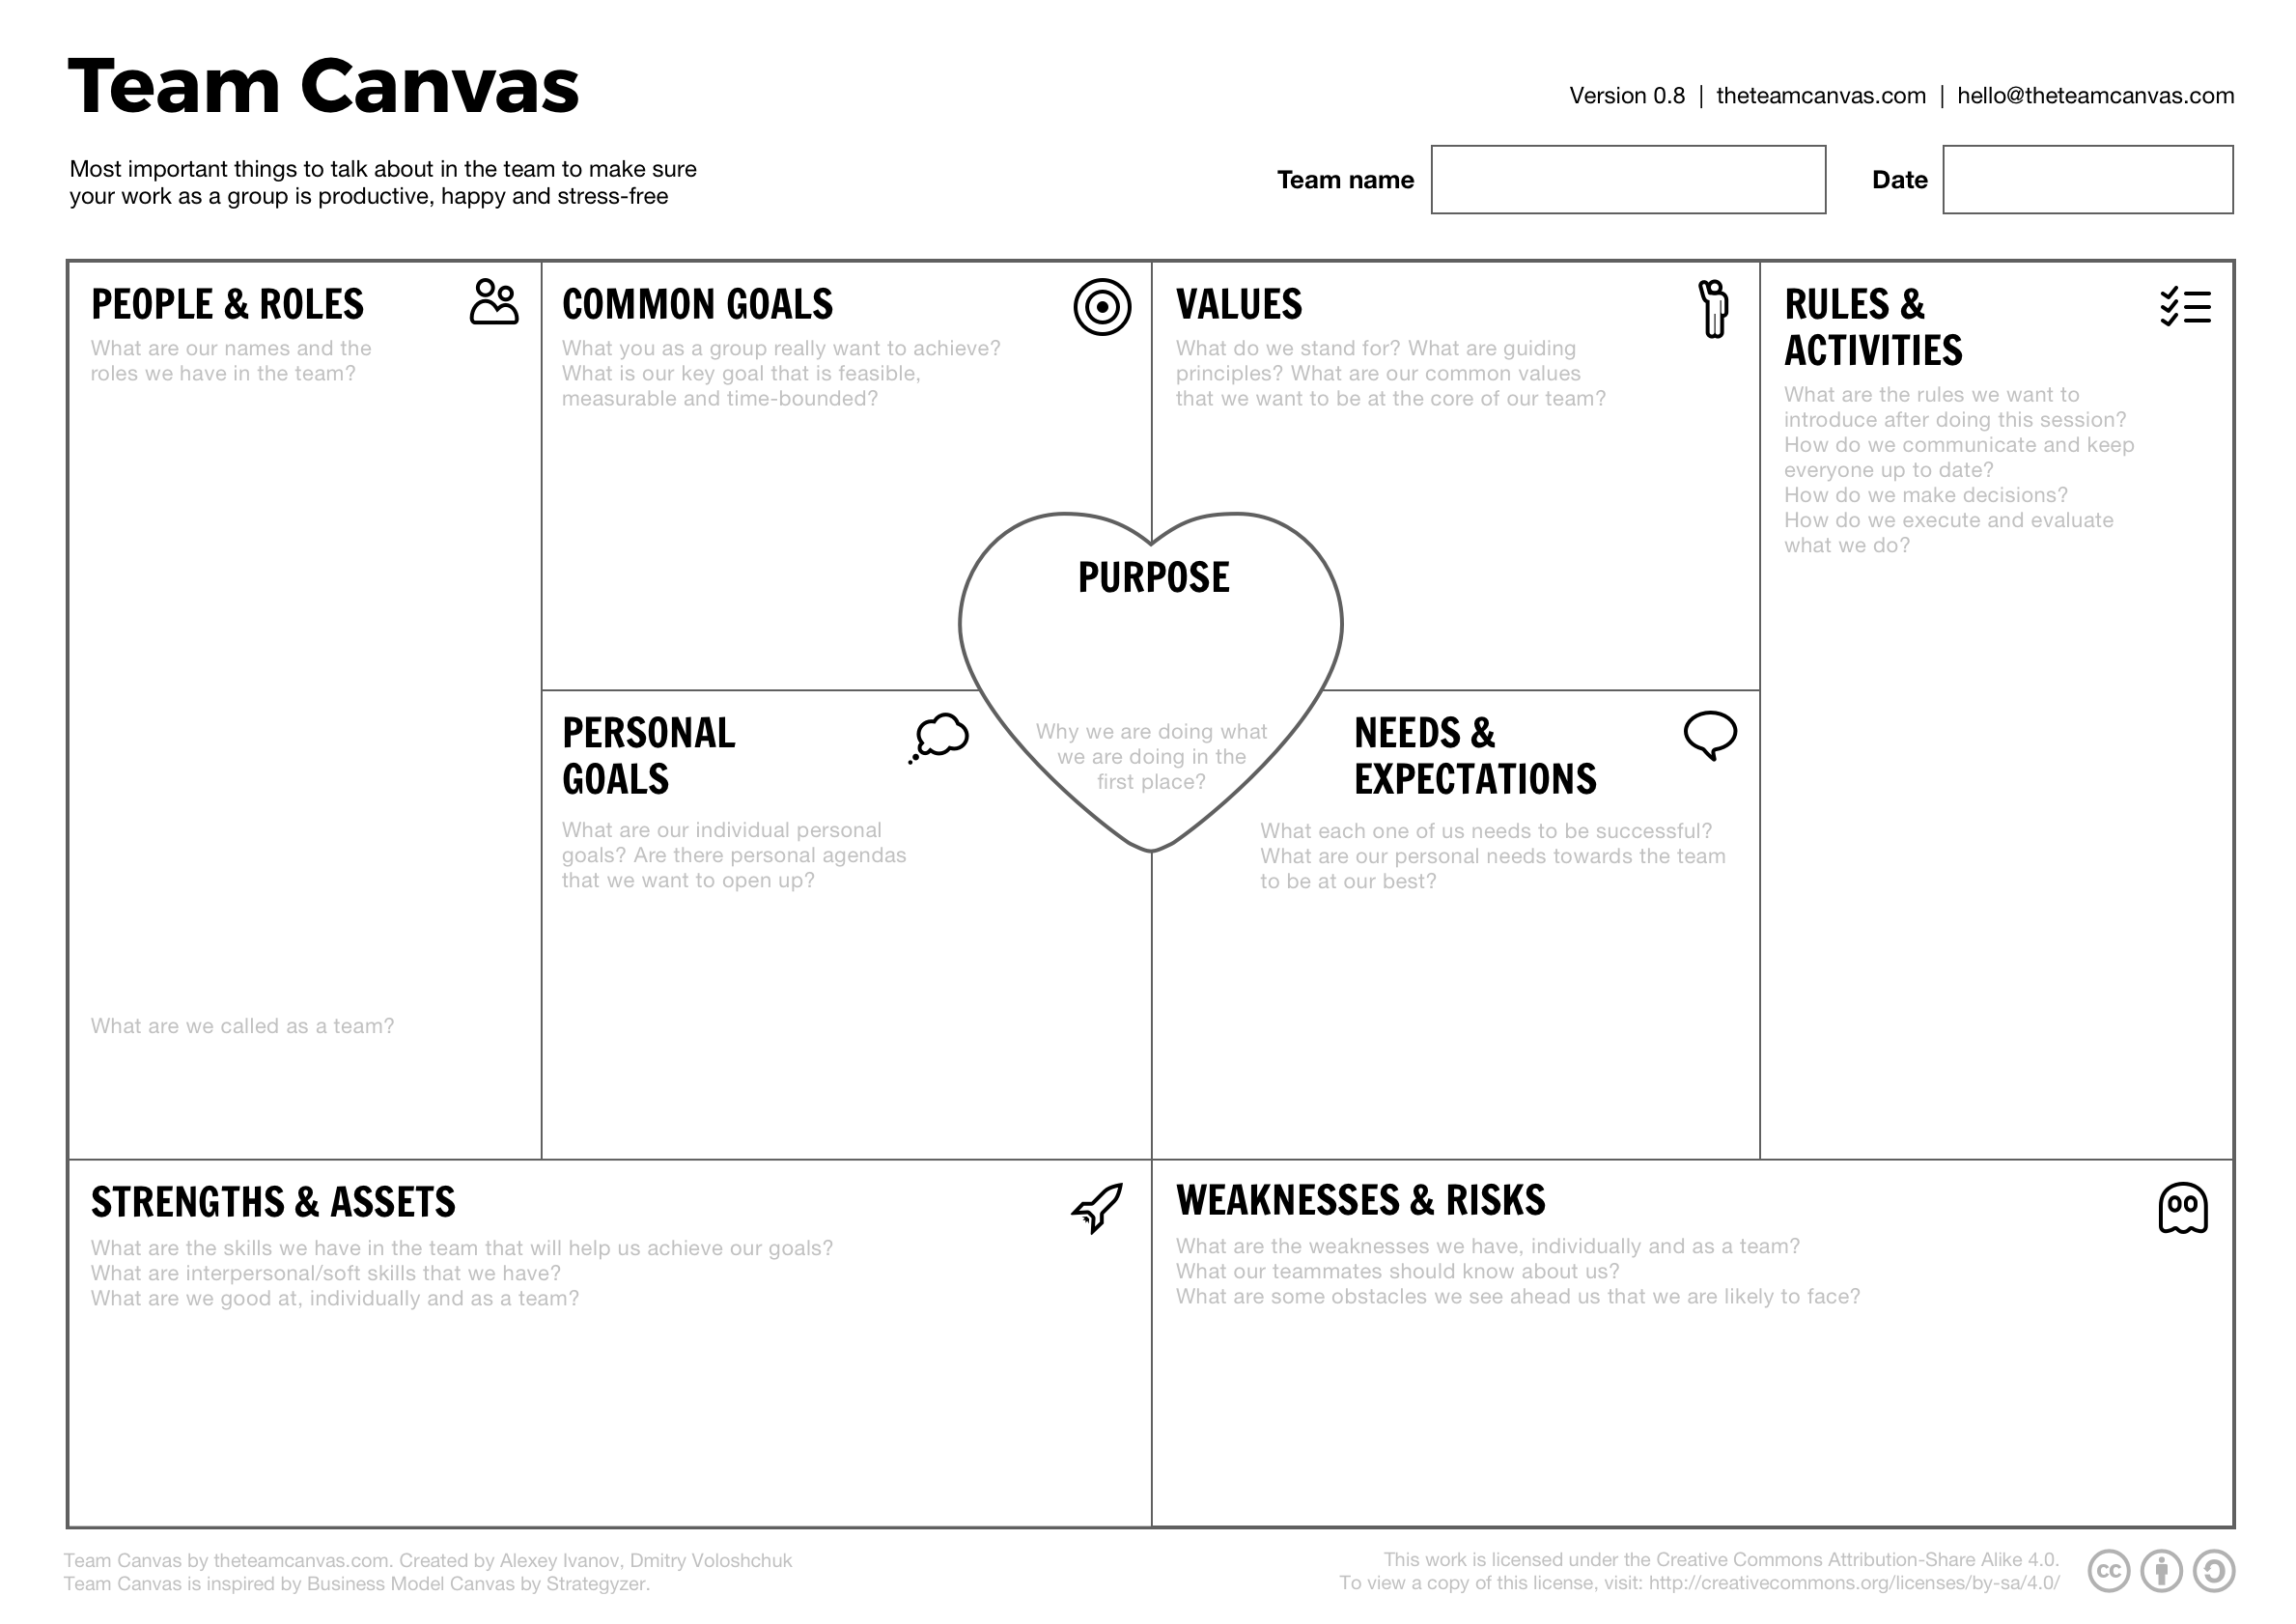 Team Canvas
Version 0.8 | theteamcanvas.com | hello@theteamcanvas.com
Most important things to talk about in the team to make sure
your work as a group is productive, happy and stress-free
Team name
Date
PEOPLE & ROLES
What are our names and the
roles we have in the team?
What are we called as a team?
COMMON GOALS
What you as a group really want to achieve?
What is our key goal that is feasible,
measurable and time-bounded?
VALUES
What do we stand for? What are guiding
principles? What are our common values
that we want to be at the core of our team?
RULES &
ACTIVITIES
What are the rules we want to
introduce after doing this session?
How do we communicate and keep
everyone up to date?
How do we make decisions?
How do we execute and evaluate
what we do?
PURPOSE
Why we are doing what
we are doing in the
first place?
PERSONAL
GOALS
What are our individual personal
goals? Are there personal agendas
that we want to open up?
NEEDS &
EXPECTATIONS
What each one of us needs to be successful?
What are our personal needs towards the team
to be at our best?
STRENGTHS & ASSETS
What are the skills we have in the team that will help us achieve our goals?
What are interpersonal/soft skills that we have?
What are we good at, individually and as a team?
WEAKNESSES & RISKS
What are the weaknesses we have, individually and as a team?
What our teammates should know about us?
What are some obstacles we see ahead us that we are likely to face?
Team Canvas by theteamcanvas.com. Created by Alexey Ivanov, Dmitry Voloshchuk
Team Canvas is inspired by Business Model Canvas by Strategyzer.
This work is licensed under the Creative Commons Attribution-Share Alike 4.0.
To view a copy of this license, visit: http://creativecommons.org/licenses/by-sa/4.0/
cc